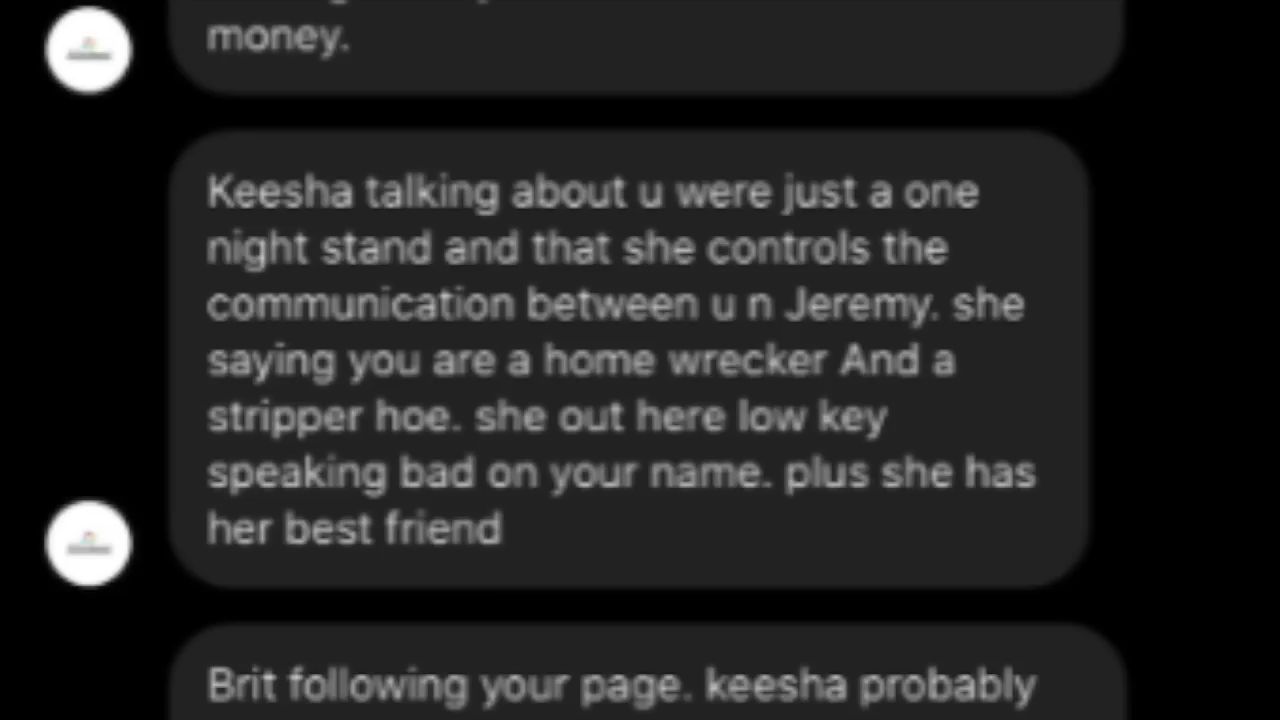 money.
Keesha talking about u were just a one
night stand and that she controls the
communication between u n Jeremy. she
saying you are a home wrecker And a
stripper hoe. she out here low key
speaking bad on your name. plus she has
her best friend
Brit following your page. keesha probably